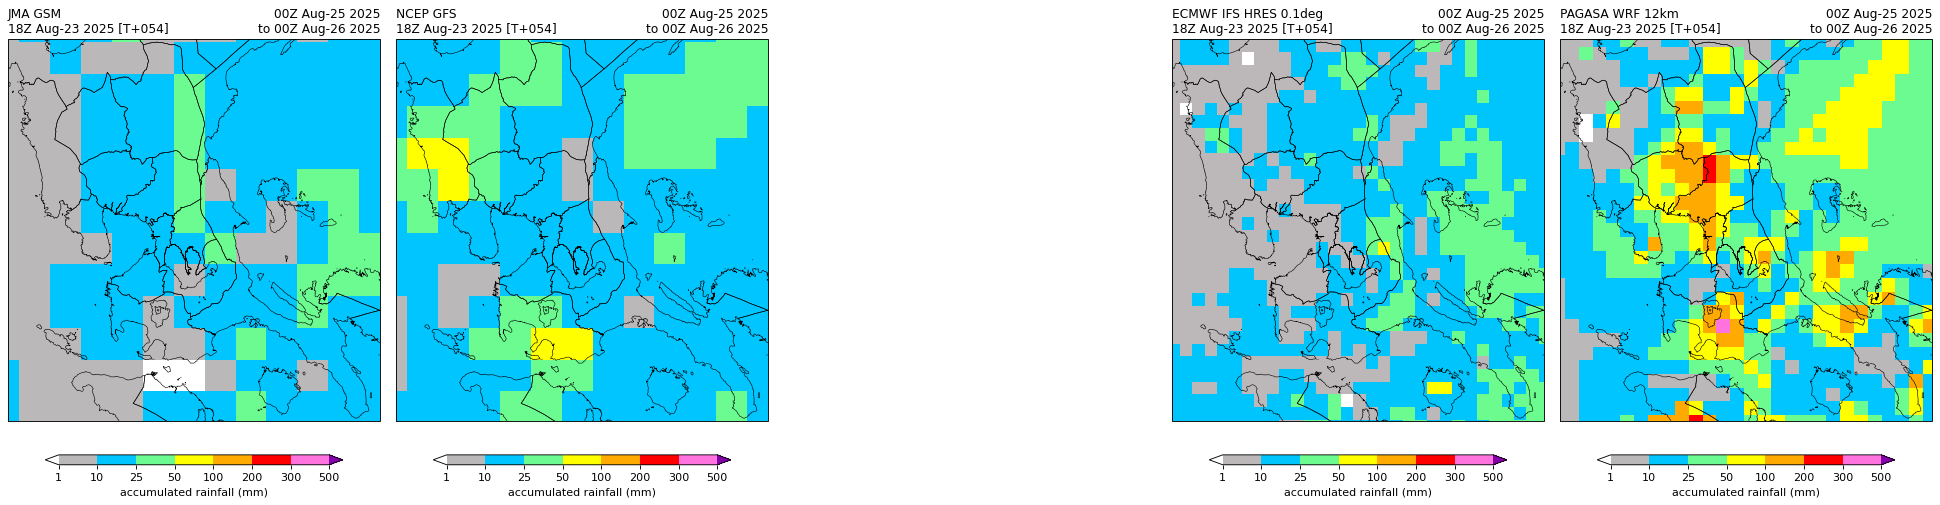 JMA GSM 00Z Aug-25 2025
18Z Aug-23 2025 [T+054] to 00Z Aug-26 2025
1 10 25 50 100 200 300 500
accumulated rainfall (mm)
NCEP GFS 00Z Aug-25 2025
18Z Aug-23 2025 [T+054] to 00Z Aug-26 2025
1 10 25 50 100 200 300 500
accumulated rainfall (mm)
ECMWF IFS HRES 0.1deg 00Z Aug-25 2025
18Z Aug-23 2025 [T+054] to 00Z Aug-26 2025
1 10 25 50 100 200 300 500
accumulated rainfall (mm)
PAGASA WRF 12km 00Z Aug-25 2025
18Z Aug-23 2025 [T+054] to 00Z Aug-26 2025
1 10 25 50 100 200 300 500
accumulated rainfall (mm)